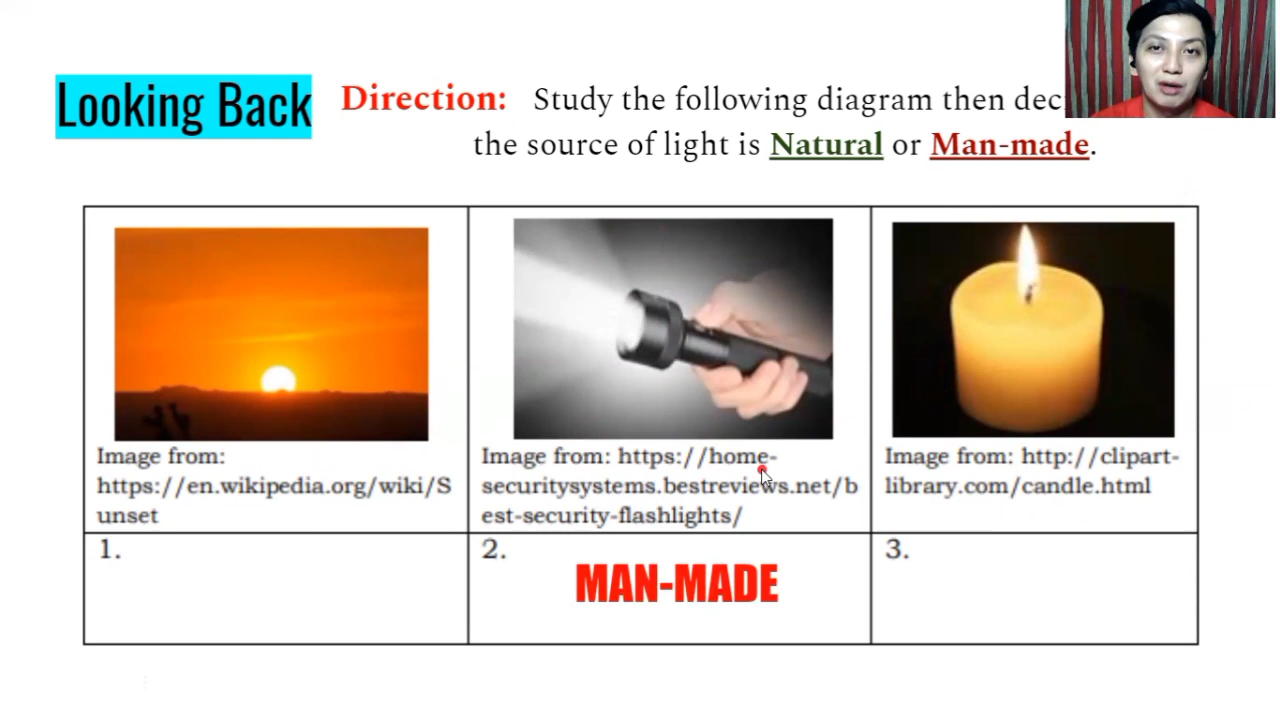 Looking Back
Direction: Study the following diagram then
the source of light is Natural or Man-made.
Image from:
https://en.wikipedia.org/wiki/S
unset
Image from: https://home-
securitysystems.bestreviews.net/b
est-security-flashlights/
Image from: http://clipart-
library.com/candle.html
1.
2.
MAN-MADE
3.